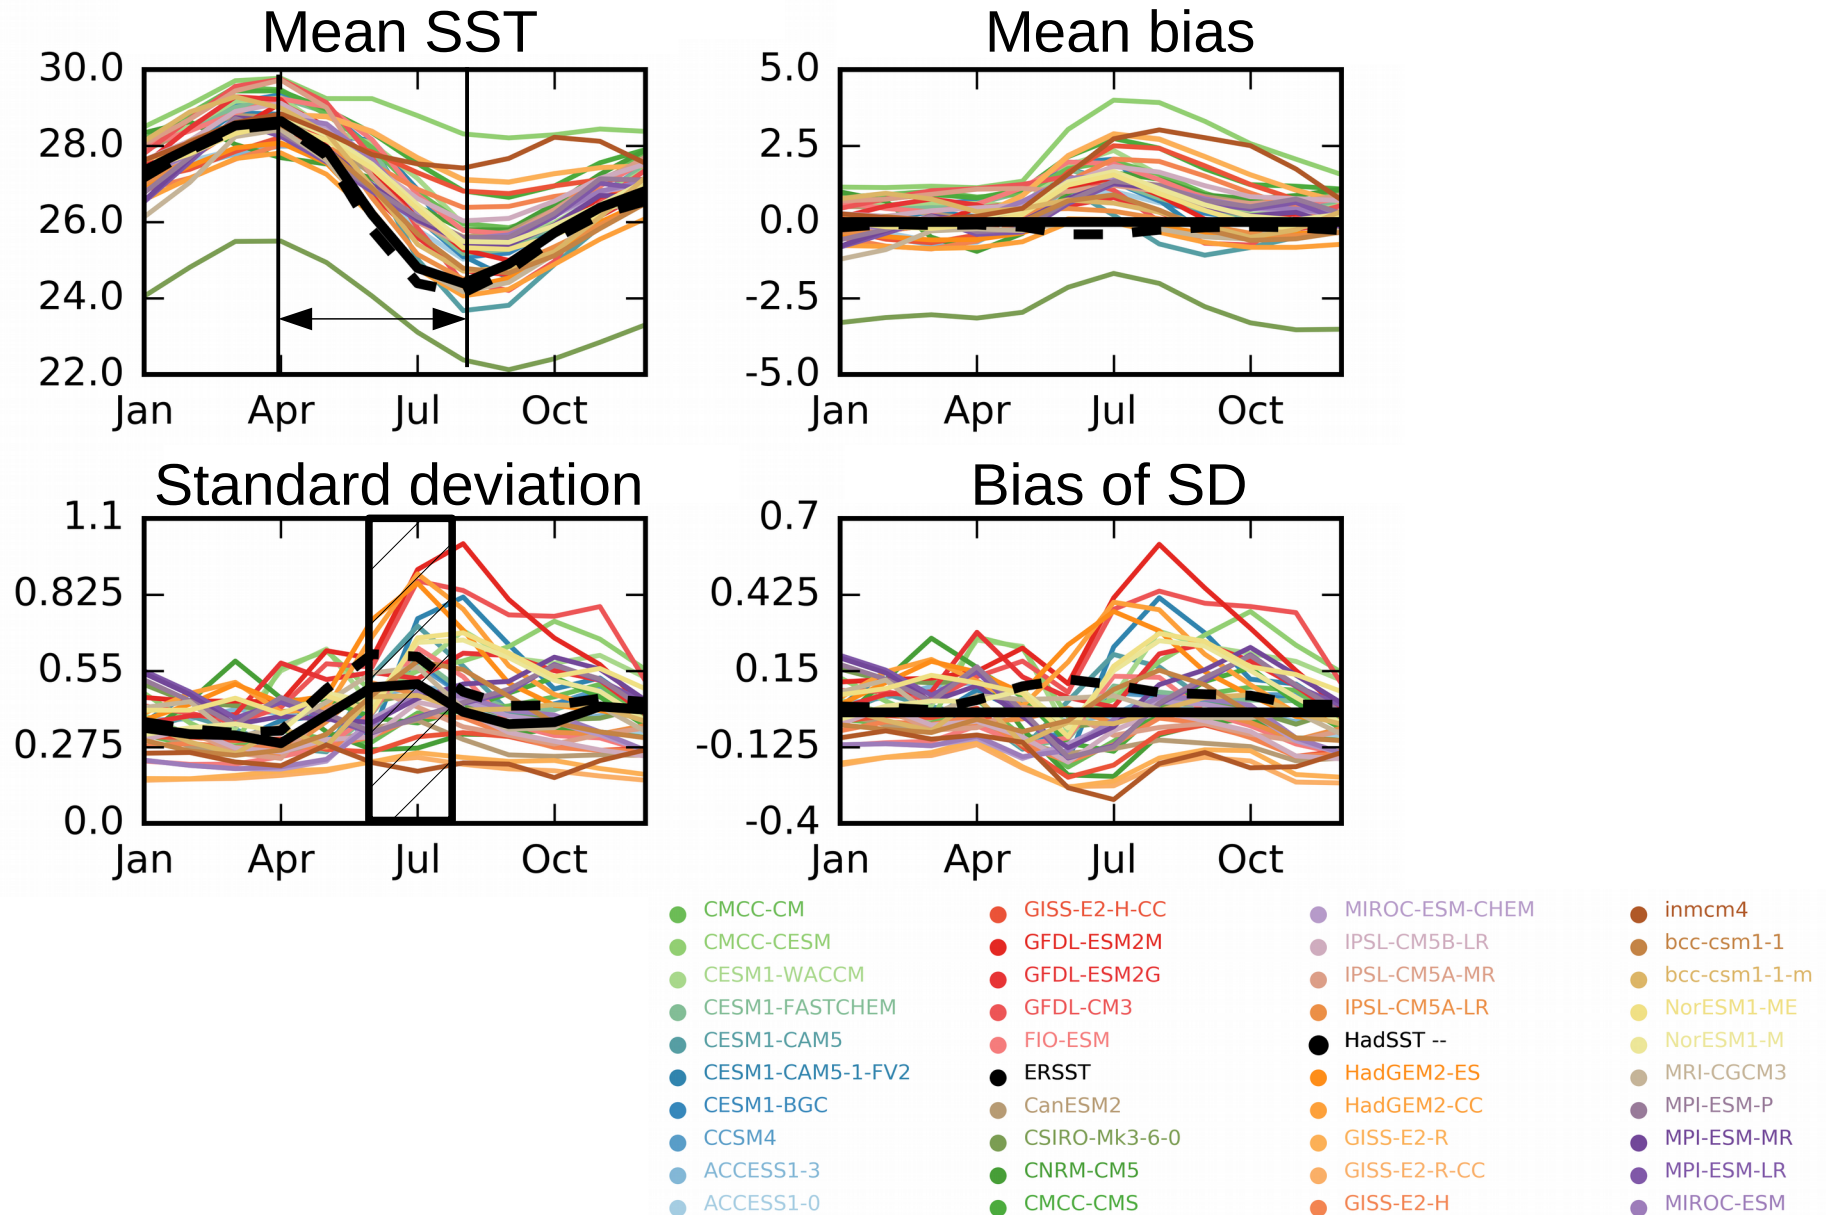 Mean SST
Mean bias
30.0
28.0
26.0
24.0
22.0
Jan Apr Jul Oct
5.0
2.5
0.0
-2.5
-5.0
Jan Apr Jul Oct
Standard deviation
Bias of SD
1.1
0.825
0.55
0.275
0.0
Jan Apr Jul Oct
0.7
0.425
0.15
-0.125
-0.4
Jan Apr Jul Oct
CMCC-CM
CMCC-CESM
CESM1-WACCM
CESM1-FASTCHEM
CESM1-CAM5
CESM1-CAM5-1-FV2
CESM1-BGC
CCSM4
ACCESS1-3
ACCESS1-0
GISS-E2-H-CC
GFDL-ESM2M
GFDL-ESM2G
GFDL-CM3
FIO-ESM
ERSST
CanESM2
CSIRO-Mk3-6-0
CNRM-CM5
CMCC-CMS
MIROC-ESM-CHEM
IPSL-CM5B-LR
IPSL-CM5A-MR
IPSL-CM5A-LR
HadSST --
HadGEM2-ES
HadGEM2-CC
GISS-E2-R
GISS-E2-R-CC
GISS-E2-H
inmcm4
bcc-csm1-1
bcc-csm1-1-m
NorESM1-ME
NorESM1-M
MRI-CGCM3
MPI-ESM-P
MPI-ESM-MR
MPI-ESM-LR
MIROC-ESM